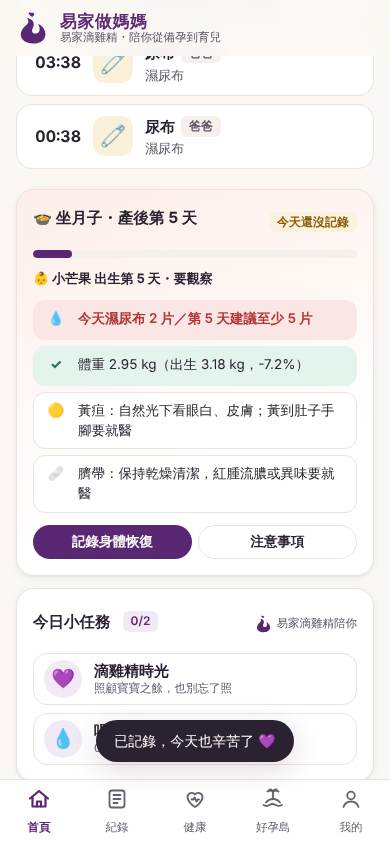 易家做媽媽
易家滴雞精・陪你從備孕到育兒
03:38
尿布 爸爸
濕尿布
00:38 尿布 爸爸
濕尿布
坐月子・產後第 5 天 今天還沒記錄
小芒果 出生第 5 天・要觀察
今天濕尿布 2 片／第 5 天建議至少 5 片
體重 2.95 kg（出生 3.18 kg，-7.2%）
黃疸：自然光下看眼白、皮膚；黃到肚子手
腳要就醫
臍帶：保持乾燥清潔，紅腫流膿或異味要就
醫
記錄身體恢復 注意事項
今日小任務 0/2 易家滴雞精陪你
滴雞精時光
照顧寶寶之餘，也別忘了照
已記錄，今天也辛苦了
首頁 紀錄 健康 好孕島 我的